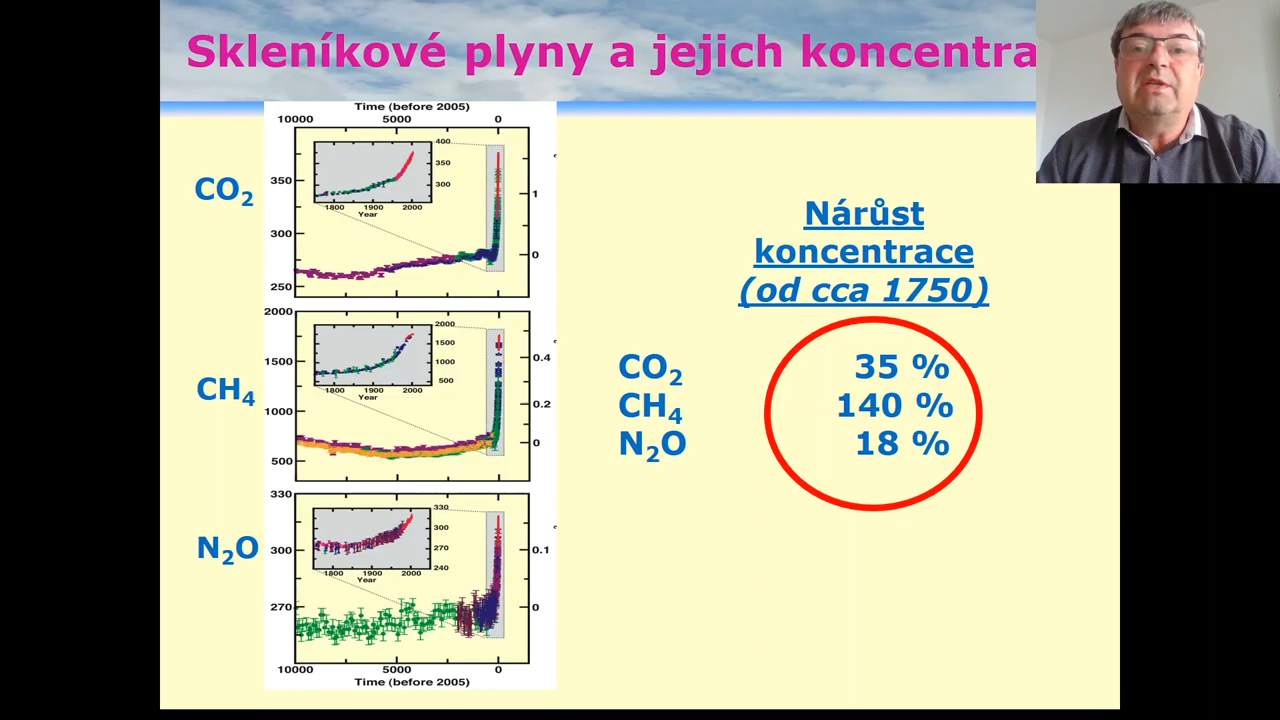 Skleníkové plyny a jejich koncentra
Time (before 2005)
10000 5000 0
CO2
350
300
250
400
350
300
1800 1900 2000
Year
1
0
CH4
2000
1500
1000
500
2000
1500
1000
500
1800 1900 2000
Year
0.4
0.2
0
N2O
330
300
270
330
300
270
240
1800 1900 2000
Year
0.1
0
10000 5000 0
Time (before 2005)
Nárůst
koncentrace
(od cca 1750)
CO2 35 %
CH4 140 %
N2O 18 %